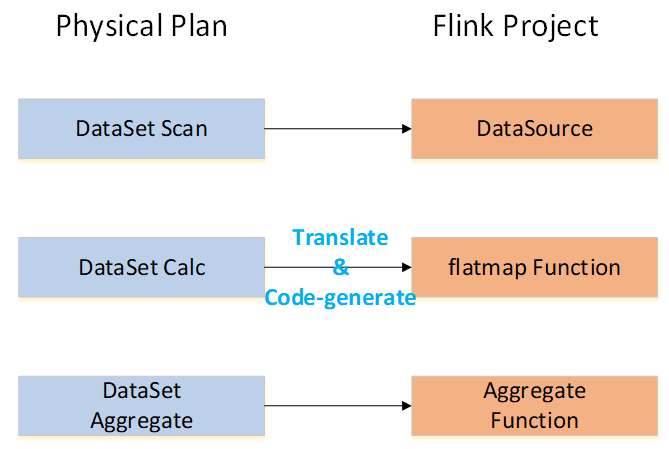 Physical Plan
Flink Project
DataSet Scan
DataSource
DataSet Calc
Translate
&
Code-generate
flatmap Function
DataSet
Aggregate
Aggregate
Function